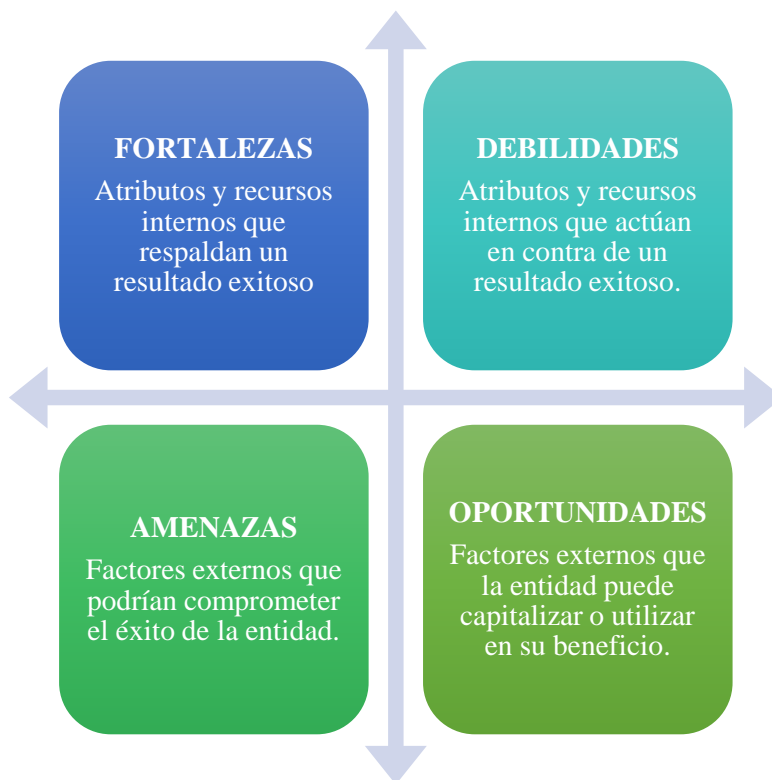 FORTALEZAS
Atributos y recursos
internos que
respaldan un
resultado exitoso
DEBILIDADES
Atributos y recursos
internos que actúan
en contra de un
resultado exitoso.
AMENAZAS
Factores externos que
podrían comprometer
el éxito de la entidad.
OPORTUNIDADES
Factores externos que
la entidad puede
capitalizar o utilizar
en su beneficio.